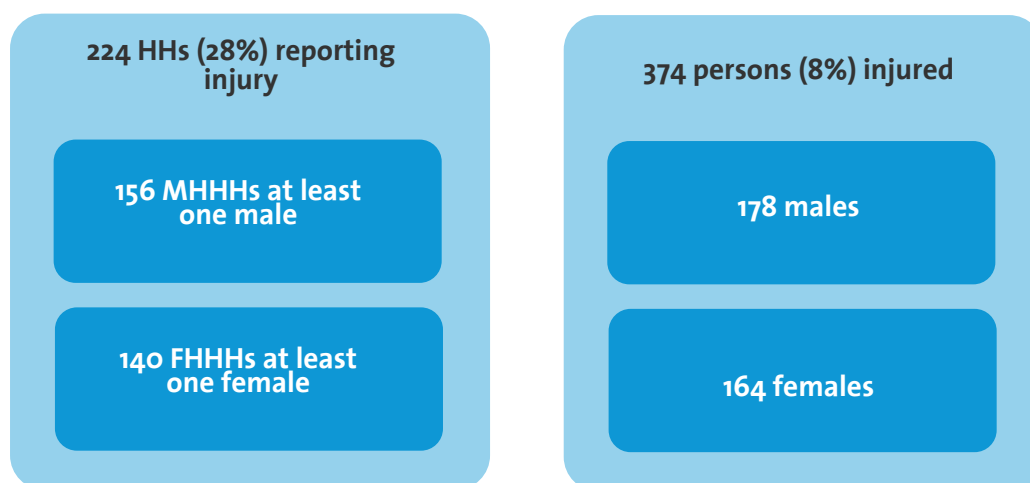 224 HHs (28%) reporting
injury
156 MHHHs at least
one male
140 FHHHs at least
one female
374 persons (8%) injured
178 males
164 females